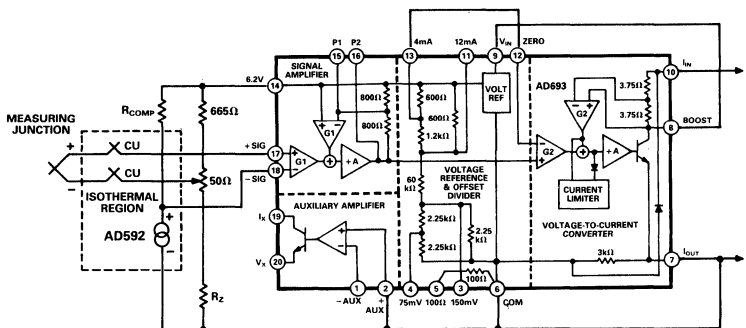 P1 P2
4mA
12mA
VIN
ZERO
15
16
13
11
9
12
SIGNAL
AMPLIFIER
6.2V
14
AD693
10
IIN
VOLT
REF
3.75Ω
3.75Ω
8
BOOST
RCOMP
665Ω
800Ω
800Ω
600Ω
600Ω
1.2kΩ
G1
G2
MEASURING
JUNCTION
+
−
CU
CU
+ SIG
17
− SIG
18
G1
+
÷A
50Ω
G2
+
÷A
VOLTAGE
REFERENCE
& OFFSET
DIVIDER
60
kΩ
CURRENT
LIMITER
ISOTHERMAL
REGION
AD592
AUXILIARY AMPLIFIER
IX
19
VX
20
2.25kΩ
2.25kΩ
2.25
kΩ
VOLTAGE-TO-CURRENT
CONVERTER
3kΩ
7
IOUT
100Ω
RZ
1
2
4
5
3
6
− AUX
+
AUX
75mV
100Ω
150mV
COM